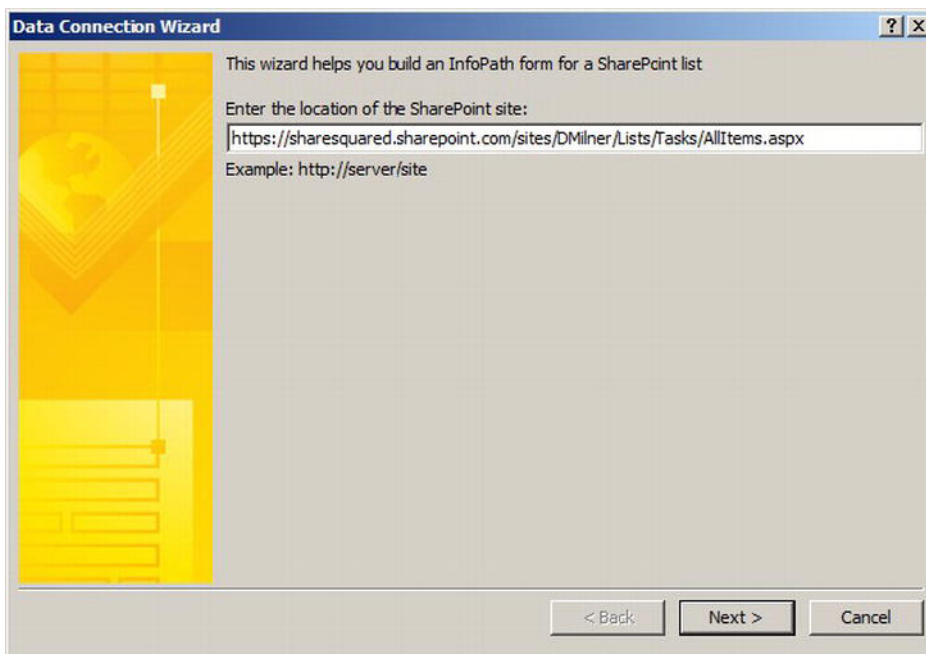 Data Connection Wizard
This wizard helps you build an InfoPath form for a SharePoint list
Enter the location of the SharePoint site:
https://sharesquared.sharepoint.com/sites/DMilner/Lists/Tasks/AllItems.aspx
Example: http://server/site
< Back
Next >
Cancel